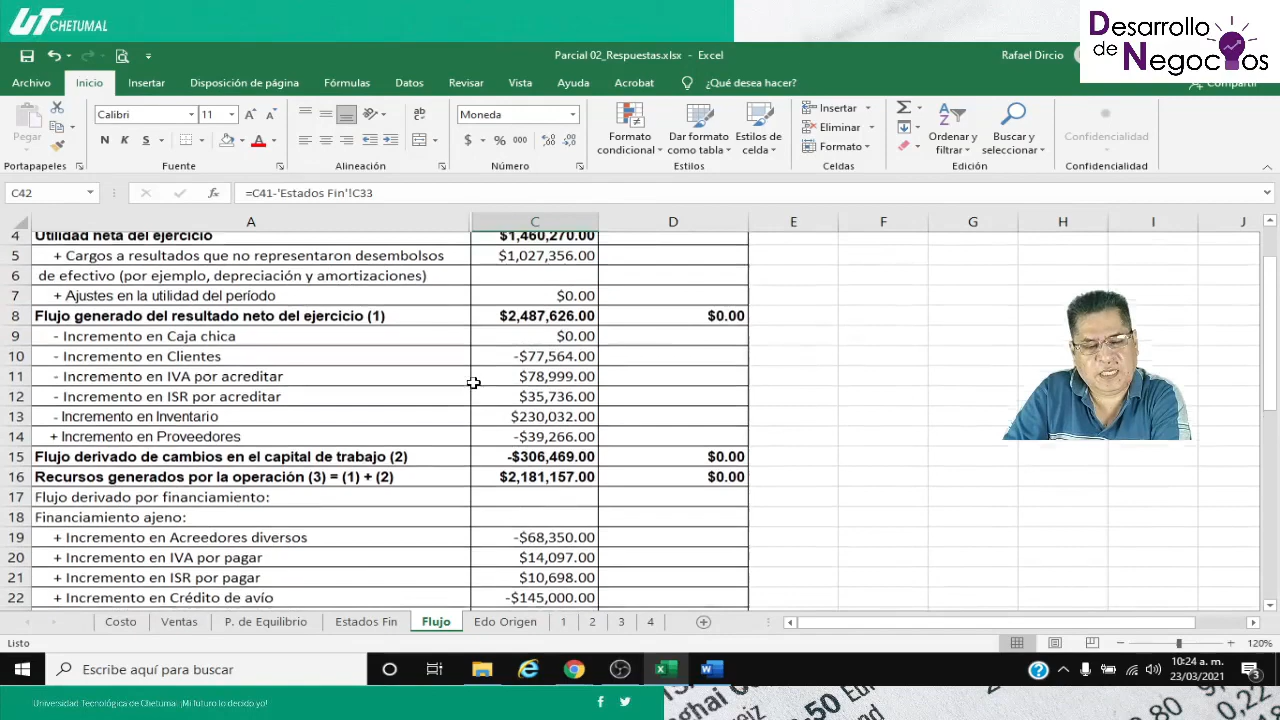 UT CHETUMAL
Desarrollo
de Negocios
Parcial 02_Respuestas.xlsx - Excel
Rafael Dircio
Archivo Inicio Insertar Disposición de página Fórmulas Datos Revisar Vista Ayuda Acrobat ¿Qué desea hacer? Compartir
Calibri 11 Moneda
Pegar
N K S
$ % 000
Formato condicional
Dar formato como tabla
Estilos de celda
Insertar
Eliminar
Formato
Ordenar y filtrar
Buscar y seleccionar
Confidencialidad
Portapapeles Fuente Alineación Número Estilos Celdas Edición Confidencialidad
C42 fx =C41-'Estados Fin'!C33
A C D E F G H I J
4 Utilidad neta del ejercicio $1,460,270.00
5 + Cargos a resultados que no representaron desembolsos $1,027,356.00
6 de efectivo (por ejemplo, depreciación y amortizaciones)
7 + Ajustes en la utilidad del período $0.00
8 Flujo generado del resultado neto del ejercicio (1) $2,487,626.00 $0.00
9 - Incremento en Caja chica $0.00
10 - Incremento en Clientes -$77,564.00
11 - Incremento en IVA por acreditar $78,999.00
12 - Incremento en ISR por acreditar $35,736.00
13 - Incremento en Inventario $230,032.00
14 + Incremento en Proveedores -$39,266.00
15 Flujo derivado de cambios en el capital de trabajo (2) -$306,469.00 $0.00
16 Recursos generados por la operación (3) = (1) + (2) $2,181,157.00 $0.00
17 Flujo derivado por financiamiento:
18 Financiamiento ajeno:
19 + Incremento en Acreedores diversos -$68,350.00
20 + Incremento en IVA por pagar $14,097.00
21 + Incremento en ISR por pagar $10,698.00
22 + Incremento en Crédito de avío -$145,000.00
Costo Ventas P. de Equilibrio Estados Fin Flujo Edo Origen 1 2 3 4
Listo 120%
Escribe aquí para buscar
10:24 a. m.
23/03/2021
3
Universidad Tecnológica de Chetumal. ¡Mi futuro lo decido yo!